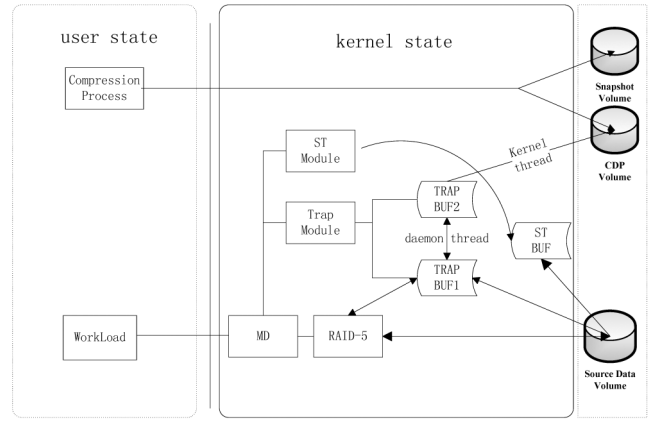 user state
kernel state
Compression
Process
Snapshot
Volume
ST
Module
Kernel
thread
CDP
Volume
TRAP
BUF2
Trap
Module
daemon thread
ST
BUF
TRAP
BUF1
WorkLoad
MD
RAID-5
Source Data
Volume